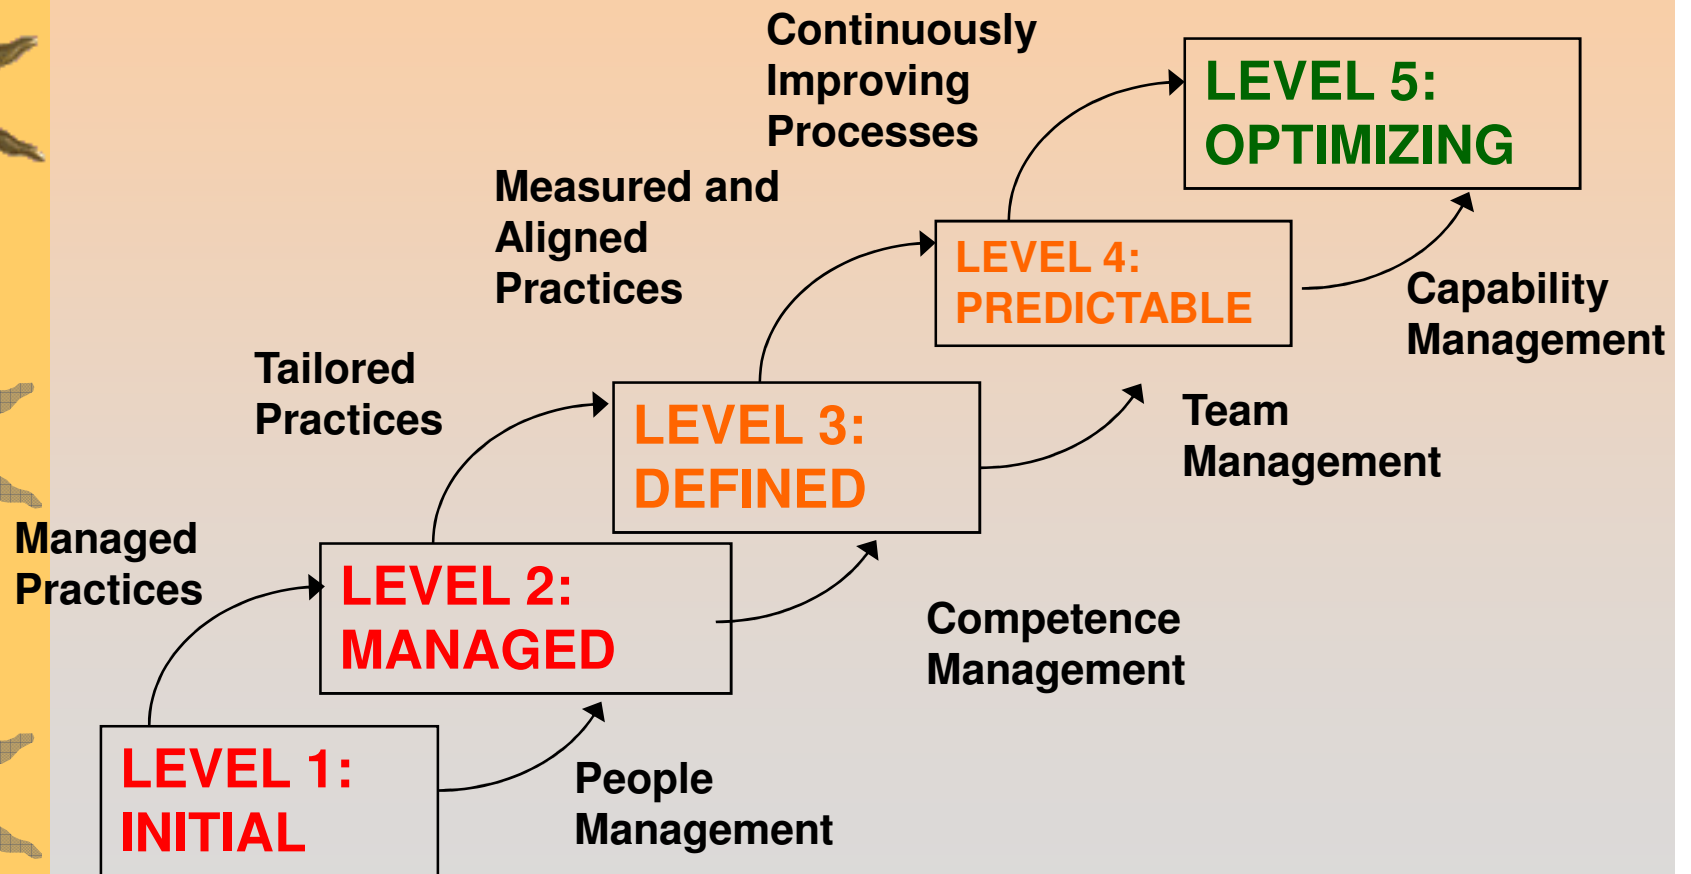 Continuously
Improving
Processes
LEVEL 5:
OPTIMIZING
Measured and
Aligned
Practices
LEVEL 4:
PREDICTABLE
Capability
Management
Tailored
Practices
LEVEL 3:
DEFINED
Team
Management
Managed
Practices
LEVEL 2:
MANAGED
Competence
Management
LEVEL 1:
INITIAL
People
Management